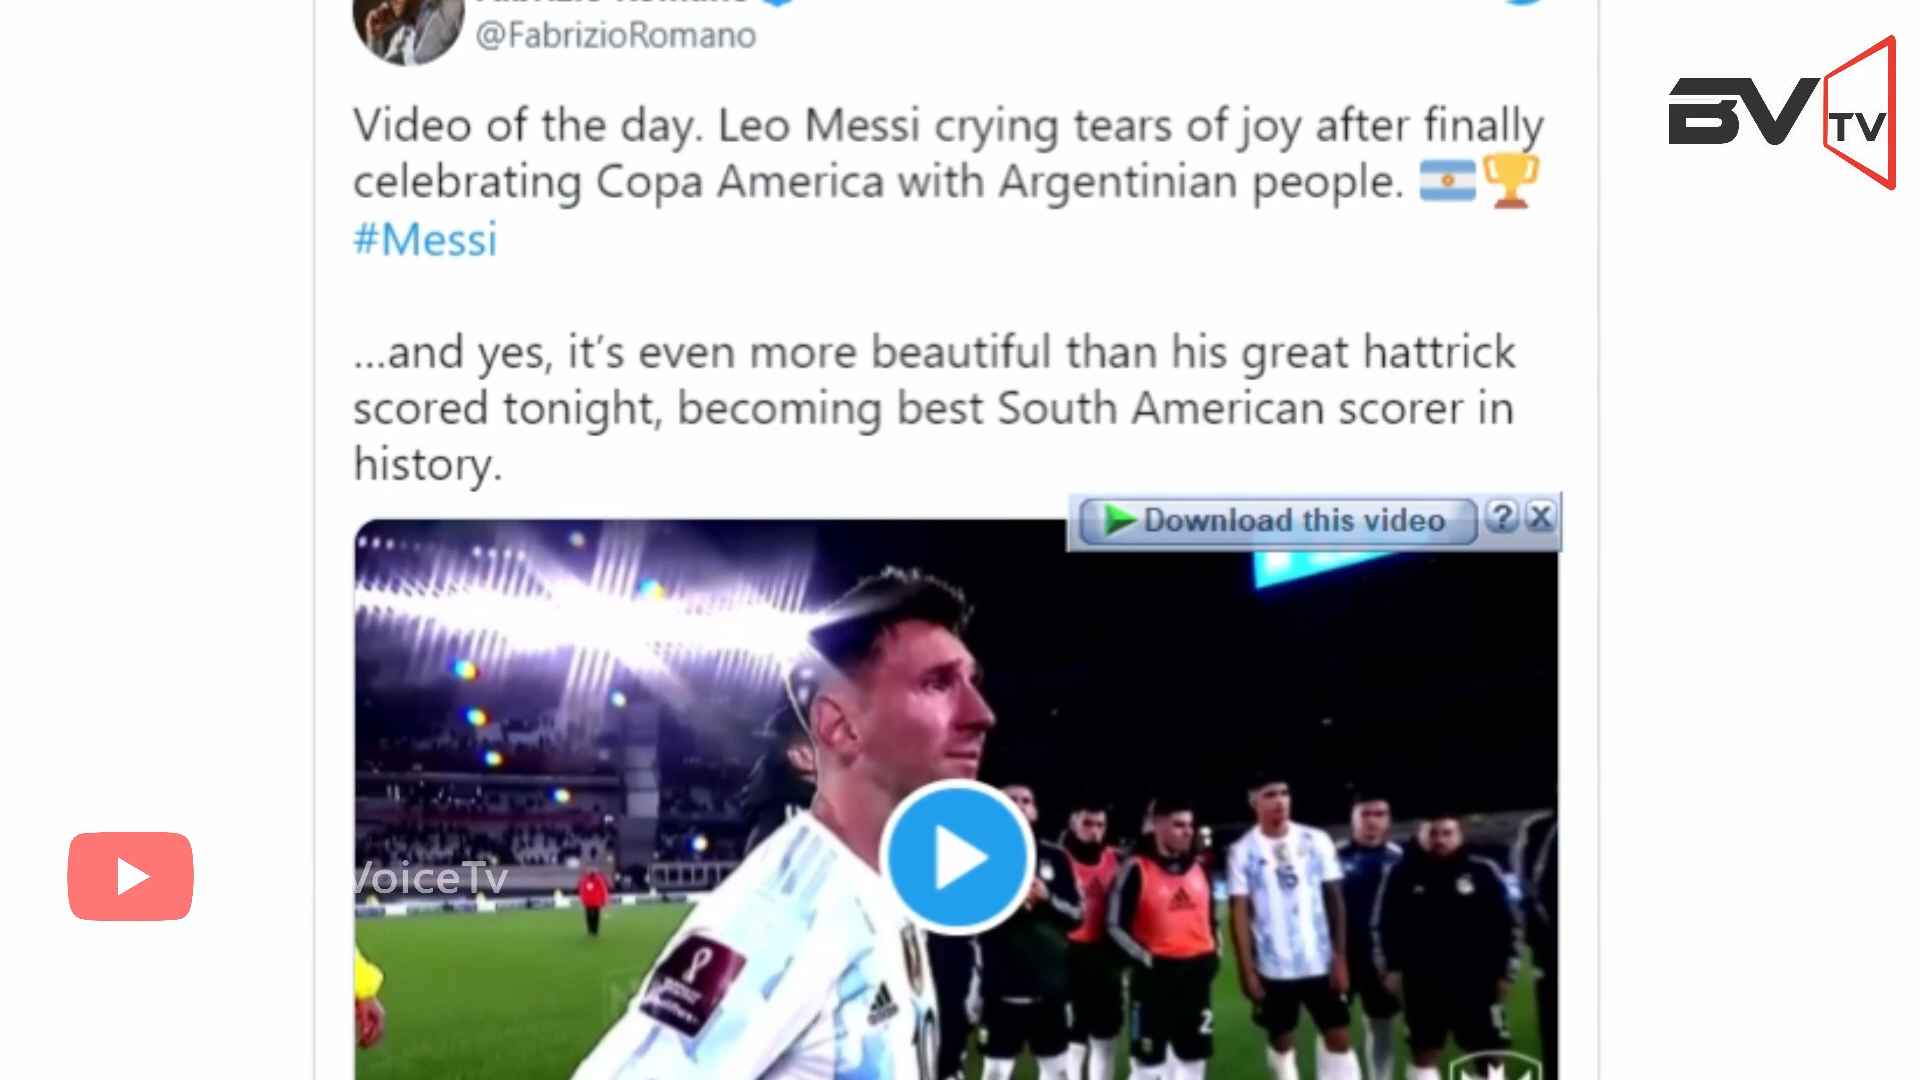 @FabrizioRomano
BV TV
Video of the day. Leo Messi crying tears of joy after finally
celebrating Copa America with Argentinian people.
#Messi
...and yes, it's even more beautiful than his great hattrick
scored tonight, becoming best South American scorer in
history.
Download this video ? X
VoiceTv
16
2